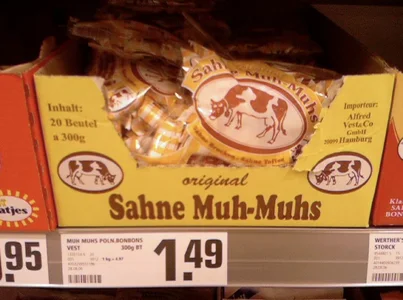 Inhalt:
20 Beutel
a 300g
Sahne Muh-Muhs
Importeur:
Alfred
Vest&Co
GmbH
Hamburg
original
Sahne Muh-Muhs
atjes
.95
MUH MUHS POLN.BONBONS
VEST 300g BT
1.49
WERTHER'S
STORCK